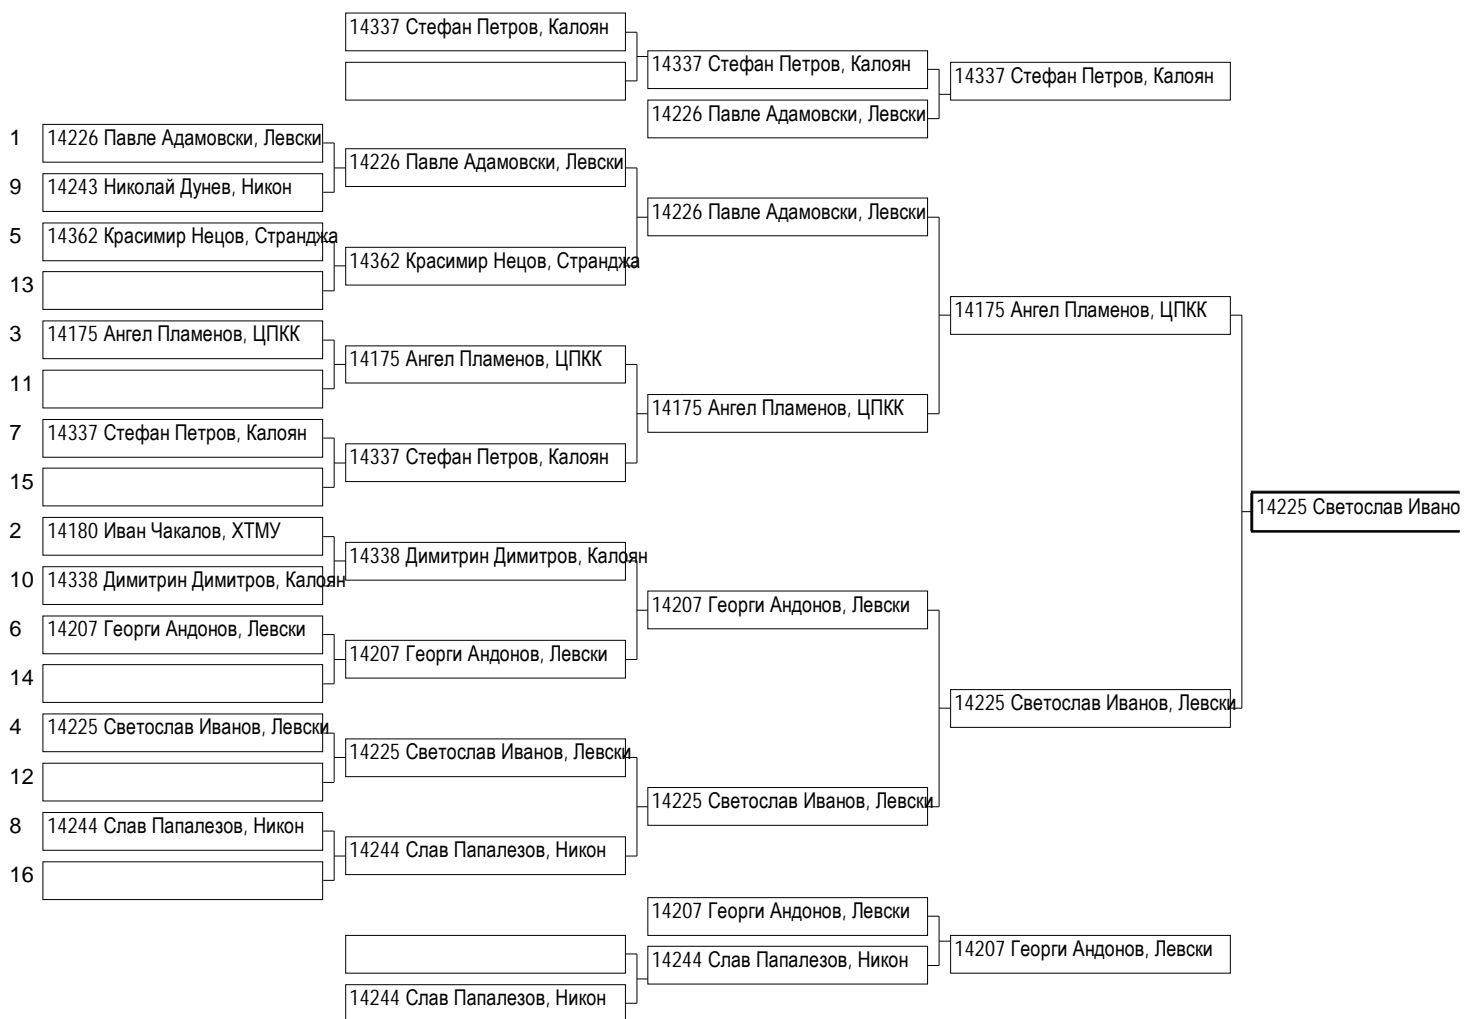 14337 Стефан Петров, Калоян
14337 Стефан Петров, Калоян
14337 Стефан Петров, Калоян
14226 Павле Адамовски, Левски
1 14226 Павле Адамовски, Левски
14226 Павле Адамовски, Левски
9 14243 Николай Дунев, Никон
14226 Павле Адамовски, Левски
5 14362 Красимир Нецов, Странджа
14362 Красимир Нецов, Странджа
13
14175 Ангел Пламенов, ЦПКК
3 14175 Ангел Пламенов, ЦПКК
14175 Ангел Пламенов, ЦПКК
11
14175 Ангел Пламенов, ЦПКК
7 14337 Стефан Петров, Калоян
14337 Стефан Петров, Калоян
15
14225 Светослав Ивано
2 14180 Иван Чакалов, ХТМУ
14338 Димитрин Димитров, Калоян
10 14338 Димитрин Димитров, Калоян
14207 Георги Андонов, Левски
6 14207 Георги Андонов, Левски
14207 Георги Андонов, Левски
14
14225 Светослав Иванов, Левски
4 14225 Светослав Иванов, Левски
14225 Светослав Иванов, Левски
12
14225 Светослав Иванов, Левски
8 14244 Слав Папалезов, Никон
14244 Слав Папалезов, Никон
16
14207 Георги Андонов, Левски
14207 Георги Андонов, Левски
14244 Слав Папалезов, Никон
14244 Слав Папалезов, Никон